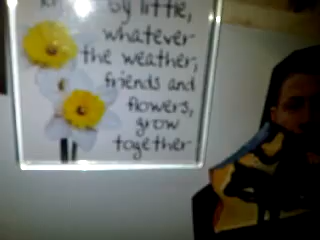 by little,
whatever
the weather,
friends and
flowers,
grow
together